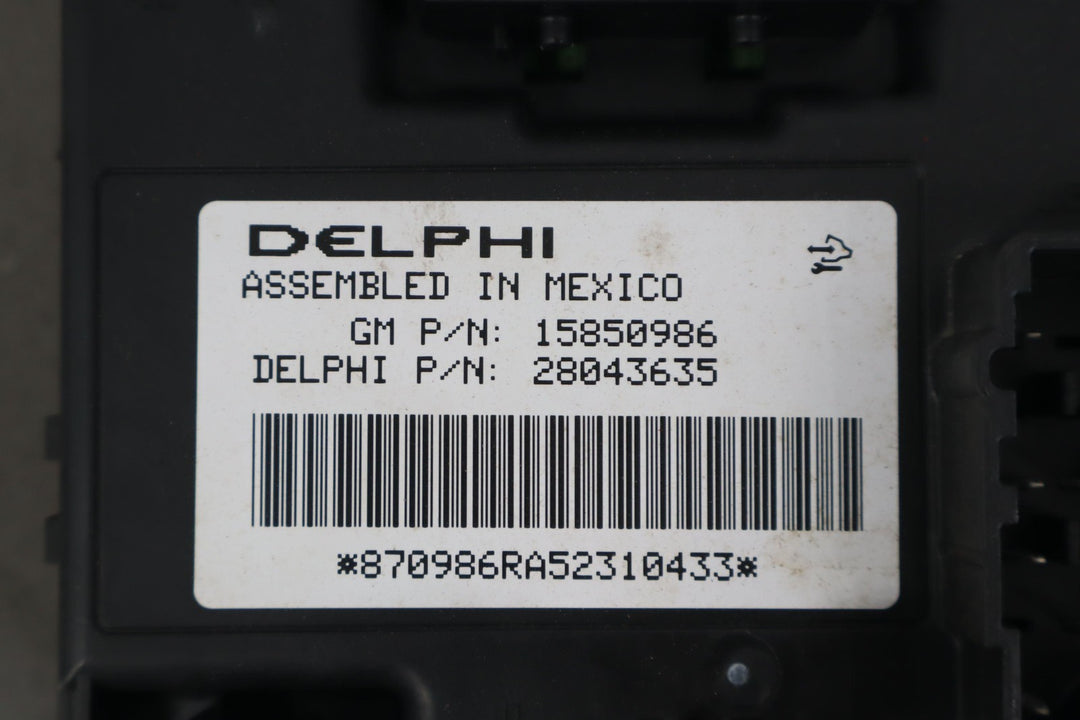 DELPHI
ASSEMBLED IN MEXICO
GM P/N: 15850986
DELPHI P/N: 28043635
*870986RA52310433*